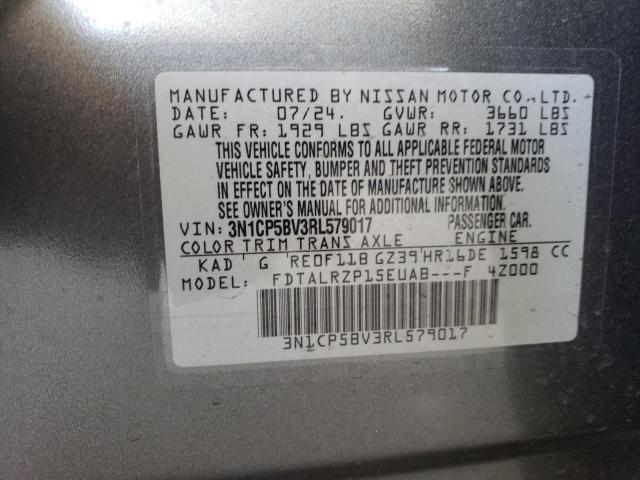 MANUFACTURED BY NISSAN MOTOR CO.,LTD.
DATE: 07/24. GVWR: 3660 LBS
GAWR FR: 1929 LBS GAWR RR: 1731 LBS
THIS VEHICLE CONFORMS TO ALL APPLICABLE FEDERAL MOTOR
VEHICLE SAFETY, BUMPER AND THEFT PREVENTION STANDARDS
IN EFFECT ON THE DATE OF MANUFACTURE SHOWN ABOVE.
SEE OWNER'S MANUAL FOR ADDITIONAL INFORMATION.
VIN: 3N1CP5BV3RL579017 PASSENGER CAR.
COLOR TRIM TRANS AXLE ENGINE
KAD G RE0F11B GZ39 HR16DE 1598 CC
MODEL: FDTALRZP15EUAB---F 4Z000
3N1CP5BV3RL579017